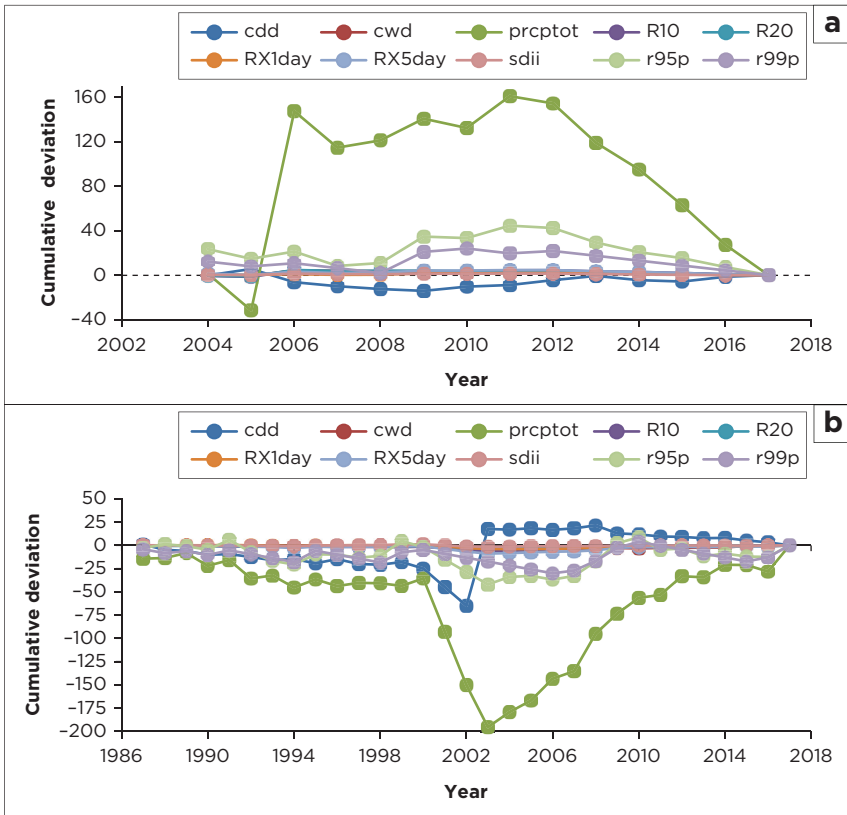 a
cdd cwd prcptot R10 R20
RX1day RX5day sdii r95p r99p
160
120
80
40
0
−40
Cumulative deviation
2002 2004 2006 2008 2010 2012 2014 2016 2018
Year
b
cdd cwd prcptot R10 R20
RX1day RX5day sdii r95p r99p
50
25
0
−25
−50
−75
−100
−125
−150
−175
−200
Cumulative deviation
1986 1990 1994 1998 2002 2006 2010 2014 2018
Year